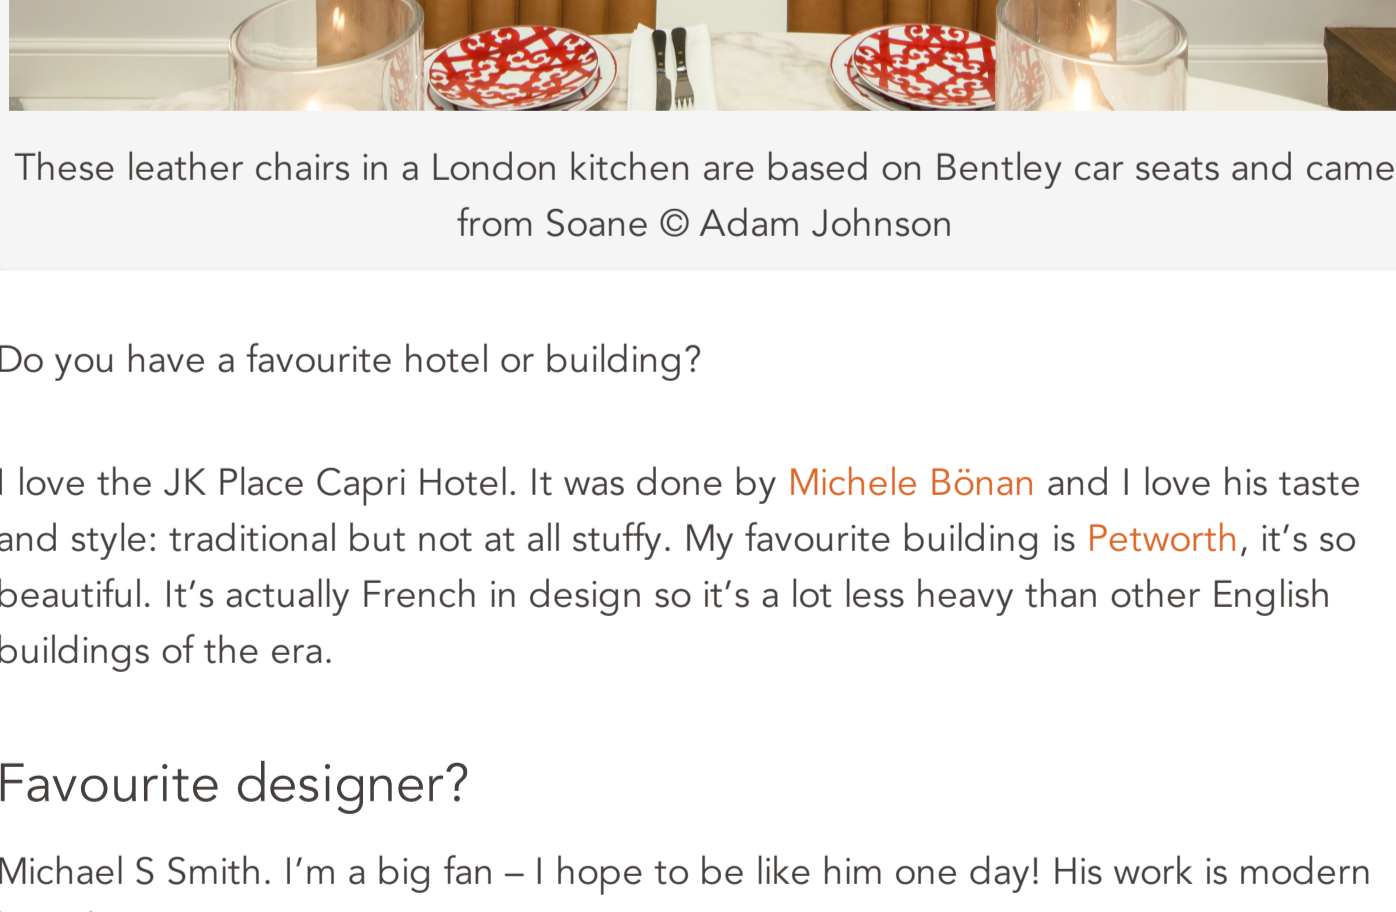 These leather chairs in a London kitchen are based on Bentley car seats and came
from Soane © Adam Johnson
Do you have a favourite hotel or building?
I love the JK Place Capri Hotel. It was done by Michele Bönan and I love his taste
and style: traditional but not at all stuffy. My favourite building is Petworth, it’s so
beautiful. It’s actually French in design so it’s a lot less heavy than other English
buildings of the era.
Favourite designer?
Michael S Smith. I’m a big fan – I hope to be like him one day! His work is modern